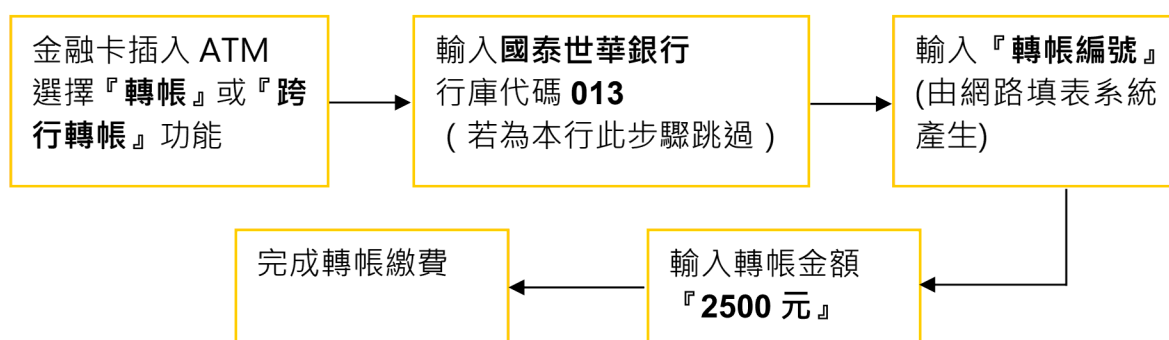 金融卡插入 ATM
選擇『轉帳』或『跨
行轉帳』功能
輸入國泰世華銀行
行庫代碼 013
（若為本行此步驟跳過）
輸入『轉帳編號』
(由網路填表系統
產生)
輸入轉帳金額
『2500 元』
完成轉帳繳費